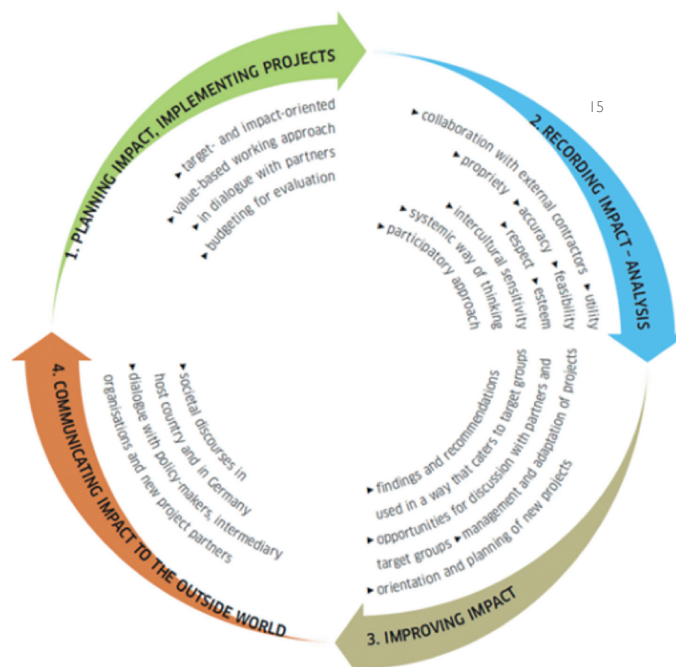 1. PLANNING IMPACT, IMPLEMENTING PROJECTS
▸ target- and impact-oriented
▸ value-based working approach
▸ in dialogue with partners
▸ budgeting for evaluation
15
2. RECORDING IMPACT – ANALYSIS
▸ collaboration with external contractors ▸ utility
▸ propriety ▸ accuracy ▸ feasibility
▸ respect ▸ esteem
▸ intercultural sensitivity
▸ systemic way of thinking
▸ participatory approach
3. IMPROVING IMPACT
▸ findings and recommendations
used in a way that caters to target groups
▸ opportunities for discussion with partners and
target groups ▸ management and adaptation of projects
▸ orientation and planning of new projects
4. COMMUNICATING IMPACT TO THE OUTSIDE WORLD
▸ societal discourses in
host country and in Germany
▸ dialogue with policy-makers, intermediary
organisations and new project partners